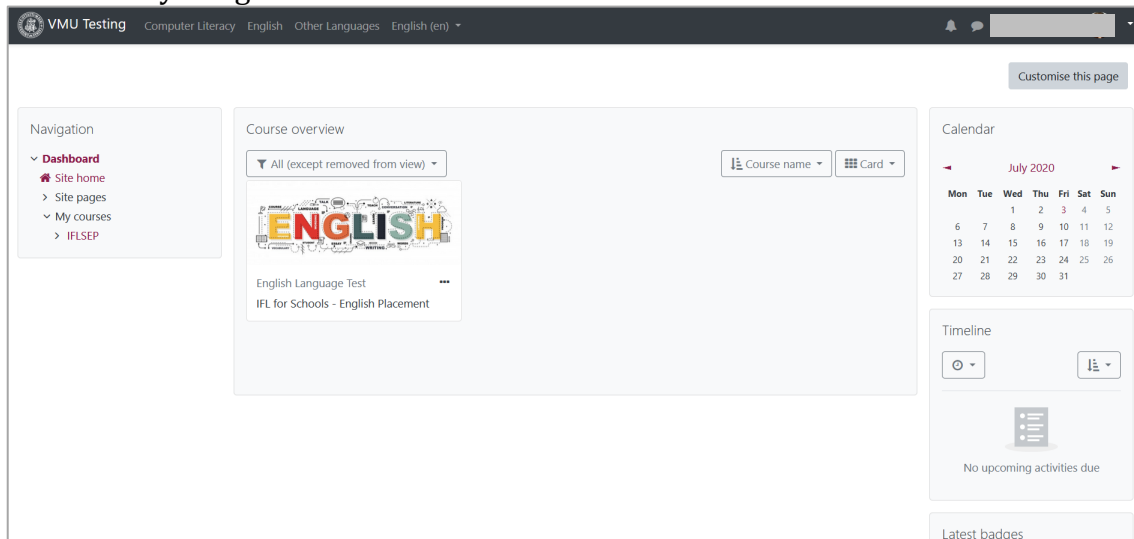 VMU Testing Computer Literacy English Other Languages English (en)
Customise this page
Navigation
Dashboard
Site home
Site pages
My courses
IFLSEP
Course overview
All (except removed from view)
Course name
Card
ENGLISH
English Language Test
IFL for Schools - English Placement
Calendar
July 2020
Mon Tue Wed Thu Fri Sat Sun
1 2 3 4 5
6 7 8 9 10 11 12
13 14 15 16 17 18 19
20 21 22 23 24 25 26
27 28 29 30 31
Timeline
No upcoming activities due
Latest badges